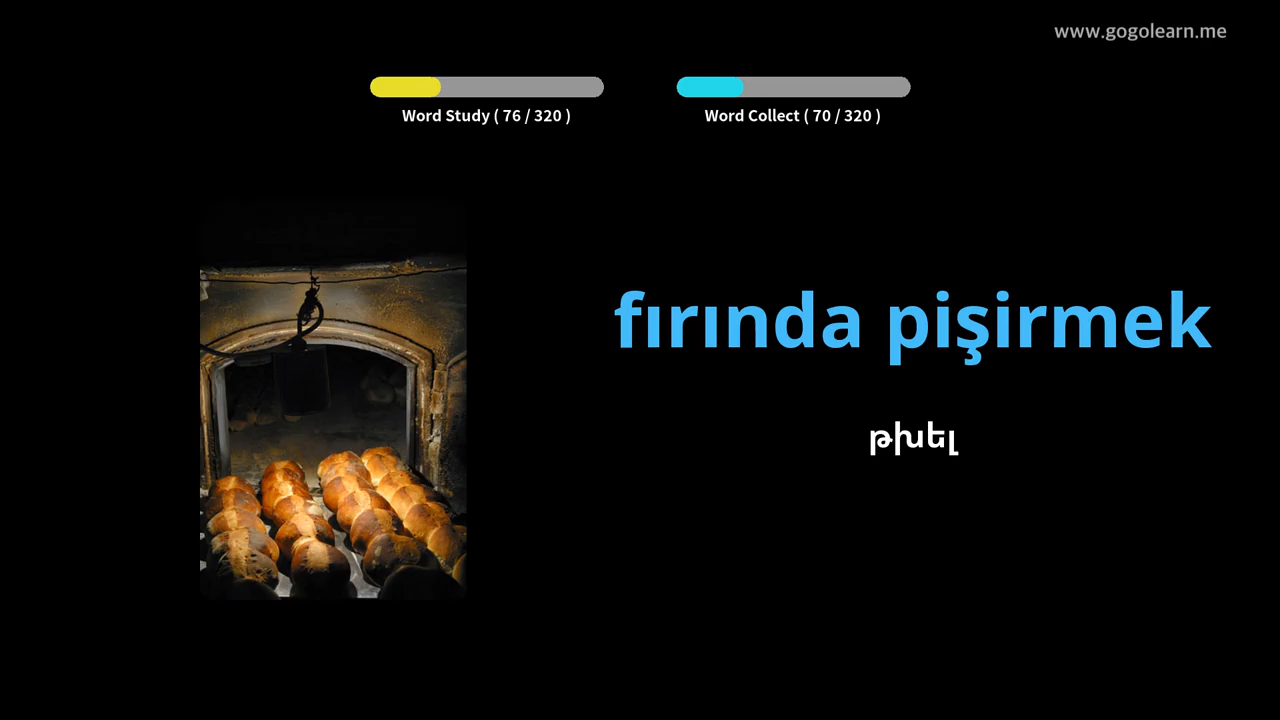 www.gogolearn.me
Word Study ( 76 / 320 )
Word Collect ( 70 / 320 )
fırında pişirmek
թխել